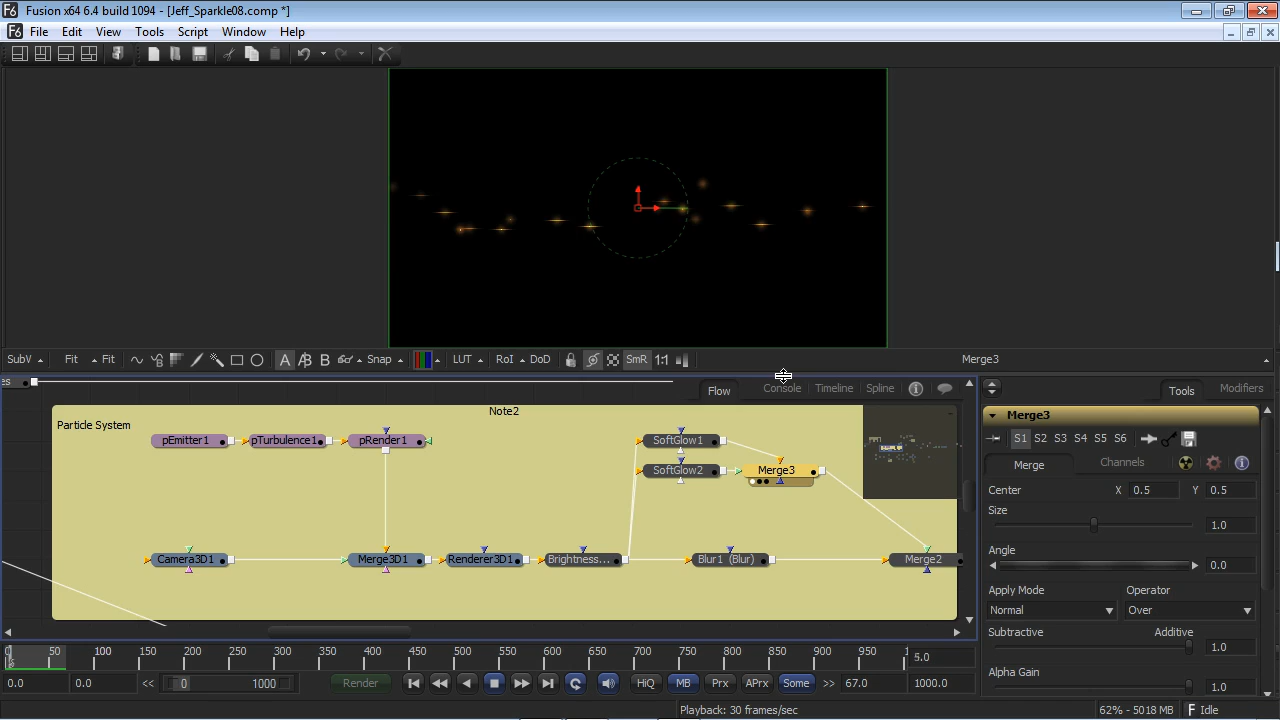 Fusion x64 6.4 build 1094 - [Jeff_Sparkle08.comp *]
File Edit View Tools Script Window Help
SubV Fit Fit A B Snap LUT RoI DoD SmR 1:1 Merge3
Flow Console Timeline Spline Tools Modifiers
es
Note2
Particle System
pEmitter1 pTurbulence1 pRender1 SoftGlow1
SoftGlow2 Merge3
Camera3D1 Merge3D1 Renderer3D1 Brightness... Blur1 (Blur) Merge2
Merge3
S1 S2 S3 S4 S5 S6
Merge Channels
Center X 0.5 Y 0.5
Size
1.0
Angle
0.0
Apply Mode Operator
Normal Over
Subtractive Additive
1.0
Alpha Gain
1.0
0 50 100 150 200 250 300 350 400 450 500 550 600 650 700 750 800 850 900 950 5.0
0.0 0.0 << 0 1000 Render HiQ MB Prx APrx Some >> 67.0 1000.0
Playback: 30 frames/sec 62% - 5018 MB F Idle